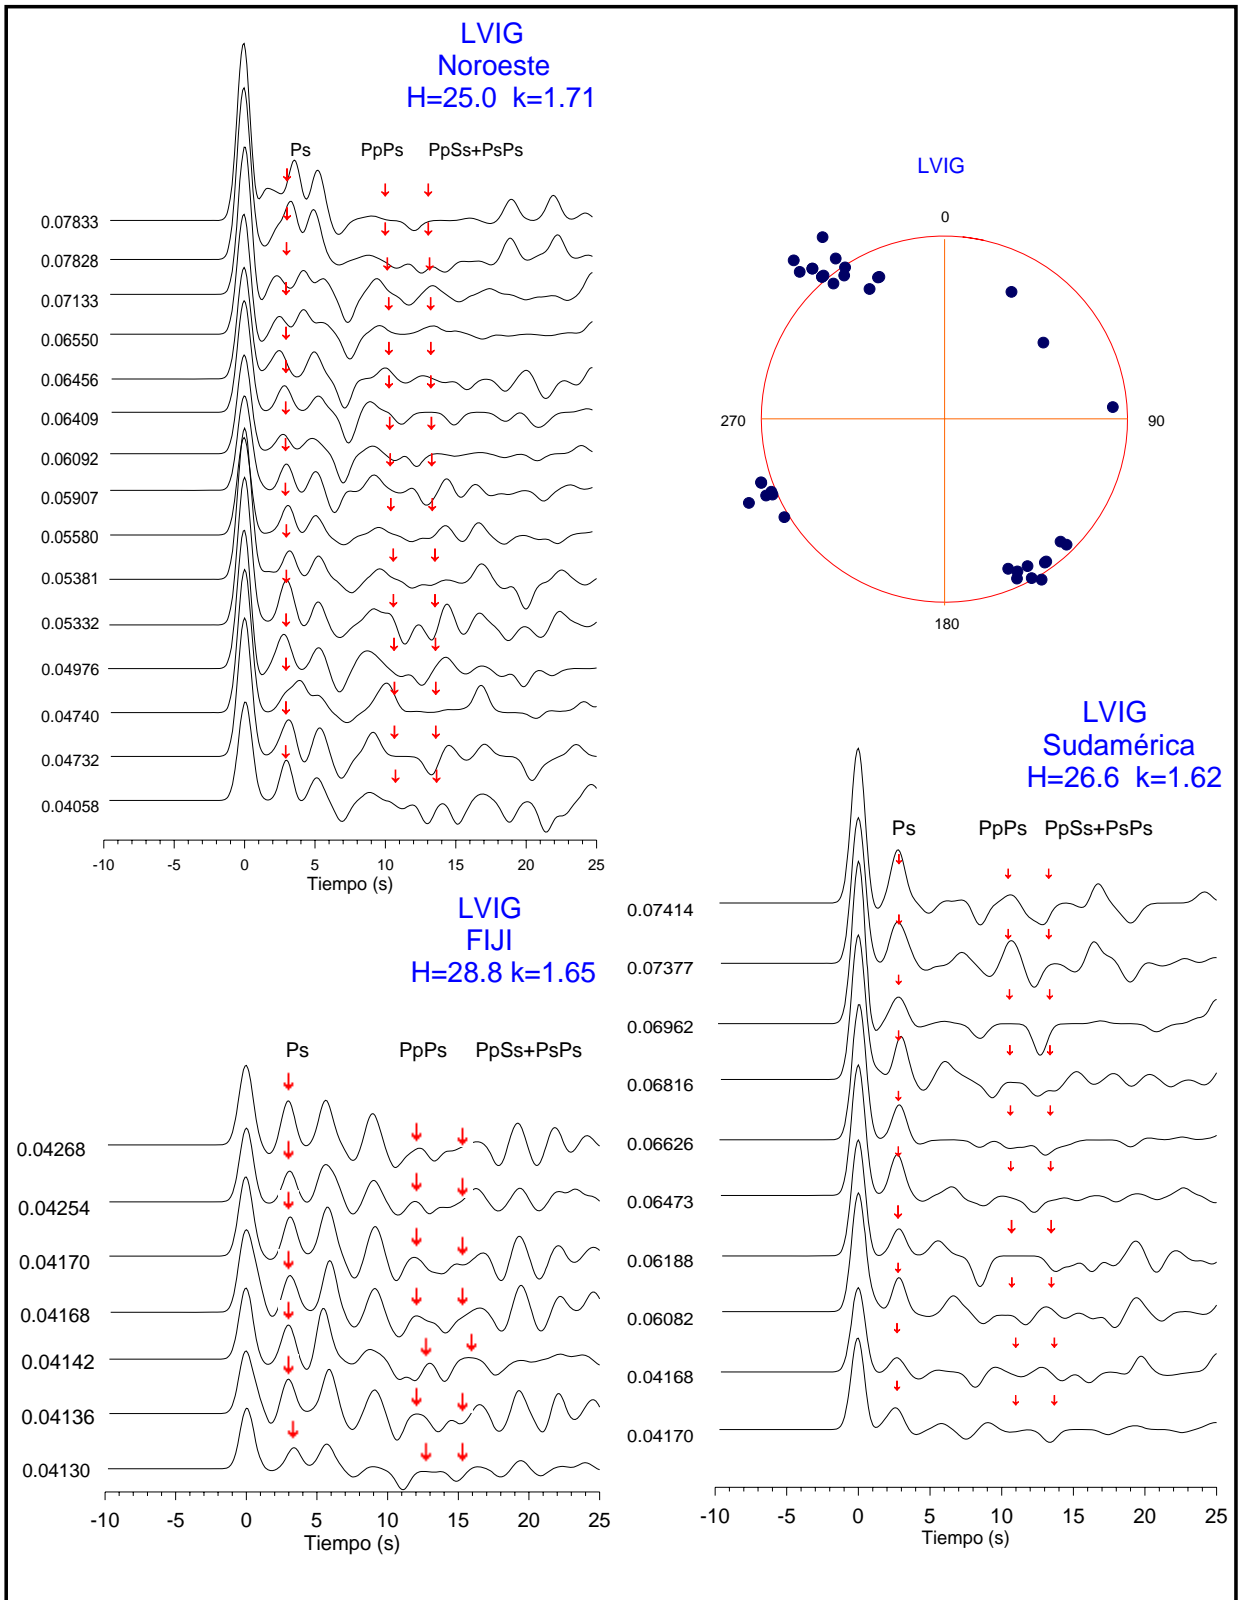 LVIG
Noroeste
H=25.0 k=1.71
Ps PpPs PpSs+PsPs
0.07833
0.07828
0.07133
0.06550
0.06456
0.06409
0.06092
0.05907
0.05580
0.05381
0.05332
0.04976
0.04740
0.04732
0.04058
-10 -5 0 5 10 15 20 25
Tiempo (s)
LVIG
0
270 90
180
LVIG
FIJI
H=28.8 k=1.65
Ps PpPs PpSs+PsPs
0.04268
0.04254
0.04170
0.04168
0.04142
0.04136
0.04130
-10 -5 0 5 10 15 20 25
Tiempo (s)
LVIG
Sudamérica
H=26.6 k=1.62
Ps PpPs PpSs+PsPs
0.07414
0.07377
0.06962
0.06816
0.06626
0.06473
0.06188
0.06082
0.04168
0.04170
-10 -5 0 5 10 15 20 25
Tiempo (s)